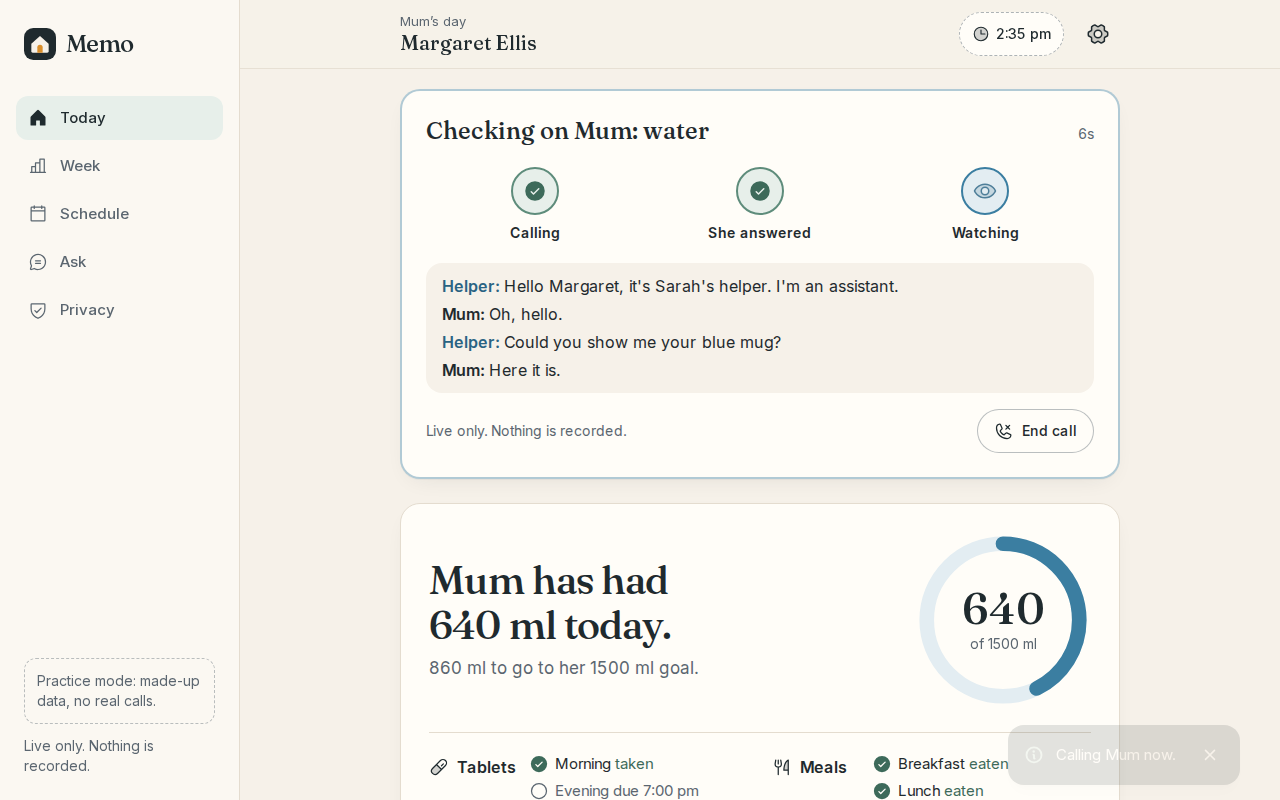 Memo
Today
Week
Schedule
Ask
Privacy
Practice mode: made-up
data, no real calls.
Live only. Nothing is
recorded.
Mum's day
Margaret Ellis
2:35 pm
Checking on Mum: water
6s
Calling
She answered
Watching
Helper: Hello Margaret, it's Sarah's helper. I'm an assistant.
Mum: Oh, hello.
Helper: Could you show me your blue mug?
Mum: Here it is.
Live only. Nothing is recorded.
End call
Mum has had
640 ml today.
860 ml to go to her 1500 ml goal.
640
of 1500 ml
Tablets
Morning taken
Evening due 7:00 pm
Meals
Breakfast eaten
Lunch eaten
Calling Mum now.